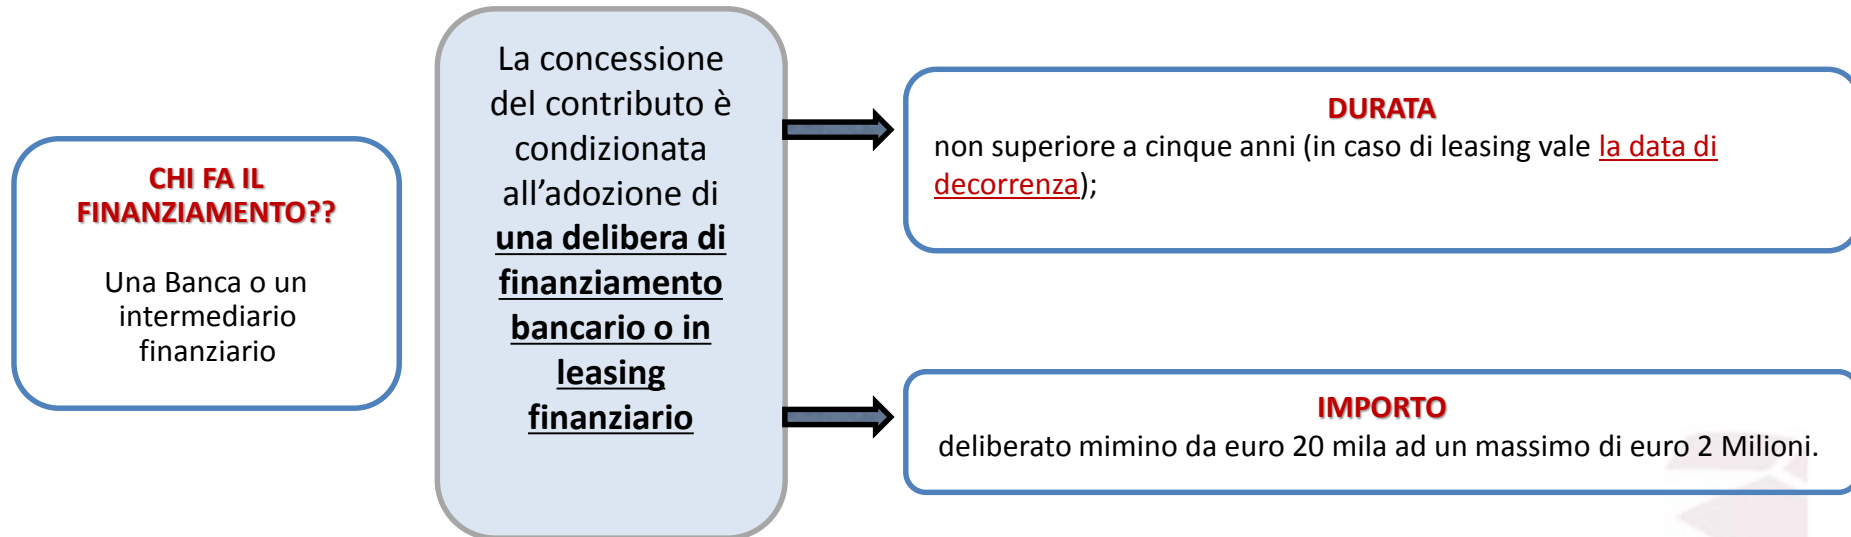 CHI FA IL
FINANZIAMENTO??
Una Banca o un
intermediario
finanziario
La concessione
del contributo è
condizionata
all’adozione di
una delibera di
finanziamento
bancario o in
leasing
finanziario
DURATA
non superiore a cinque anni (in caso di leasing vale la data di
decorrenza);
IMPORTO
deliberato mimino da euro 20 mila ad un massimo di euro 2 Milioni.